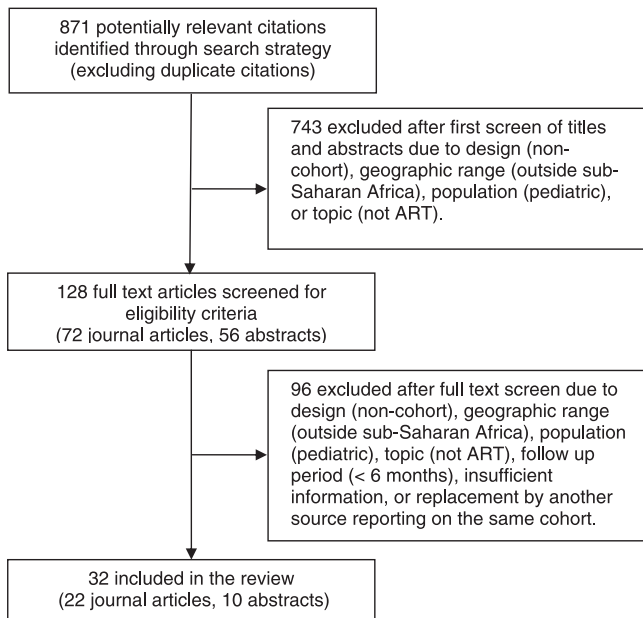 871 potentially relevant citations
identified through search strategy
(excluding duplicate citations)
743 excluded after first screen of titles
and abstracts due to design (non-
cohort), geographic range (outside sub-
Saharan Africa), population (pediatric),
or topic (not ART).
128 full text articles screened for
eligibility criteria
(72 journal articles, 56 abstracts)
96 excluded after full text screen due to
design (non-cohort), geographic range
(outside sub-Saharan Africa), population
(pediatric), topic (not ART), follow up
period (< 6 months), insufficient
information, or replacement by another
source reporting on the same cohort.
32 included in the review
(22 journal articles, 10 abstracts)